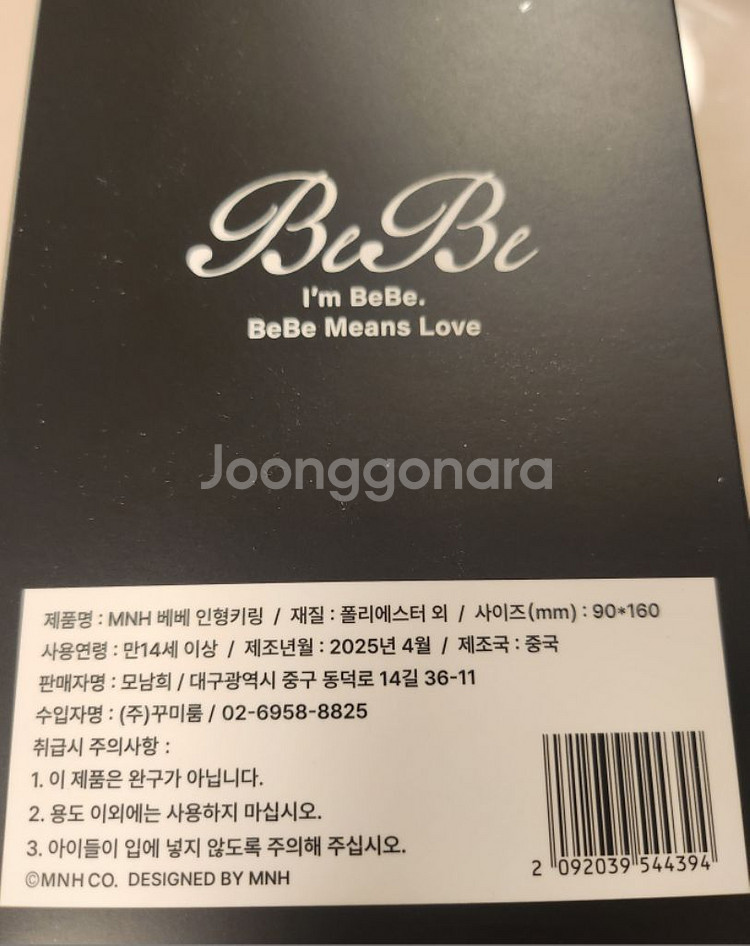 BeBe
I'm BeBe.
BeBe Means Love
Joonggonara
제품명 : MNH 베베 인형키링 / 재질 : 폴리에스터 외 / 사이즈(mm) : 90*160
사용연령 : 만14세 이상 / 제조년월 : 2025년 4월 / 제조국 : 중국
판매자명 : 모남희 / 대구광역시 중구 동덕로 14길 36-11
수입자명 : (주)꾸미룸 / 02-6958-8825
취급시 주의사항 :
1. 이 제품은 완구가 아닙니다.
2. 용도 이외에는 사용하지 마십시오.
3. 아이들이 입에 넣지 않도록 주의해 주십시오.
©MNH CO. DESIGNED BY MNH
2 092039 544394